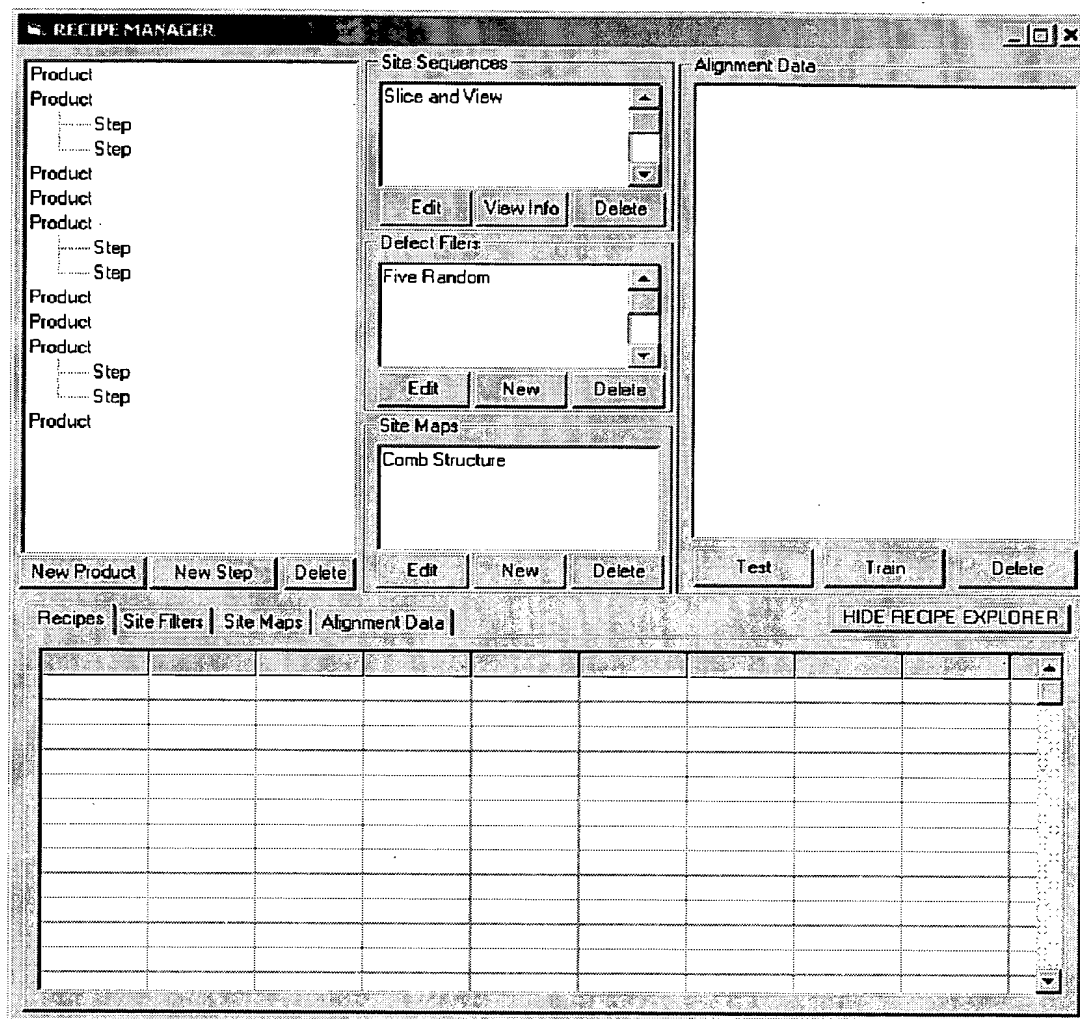 RECIPE MANAGER
Product
Product
Step
Step
Product
Product
Product
Step
Step
Product
Product
Product
Step
Step
Product
New Product New Step Delete
Site Sequences
Slice and View
Edit View Info Delete
Defect Filers
Five Random
Edit New Delete
Site Maps
Comb Structure
Edit New Delete
Alignment Data
Test Train Delete
Recipes Site Filters Site Maps Alignment Data
HIDE RECIPE EXPLORER